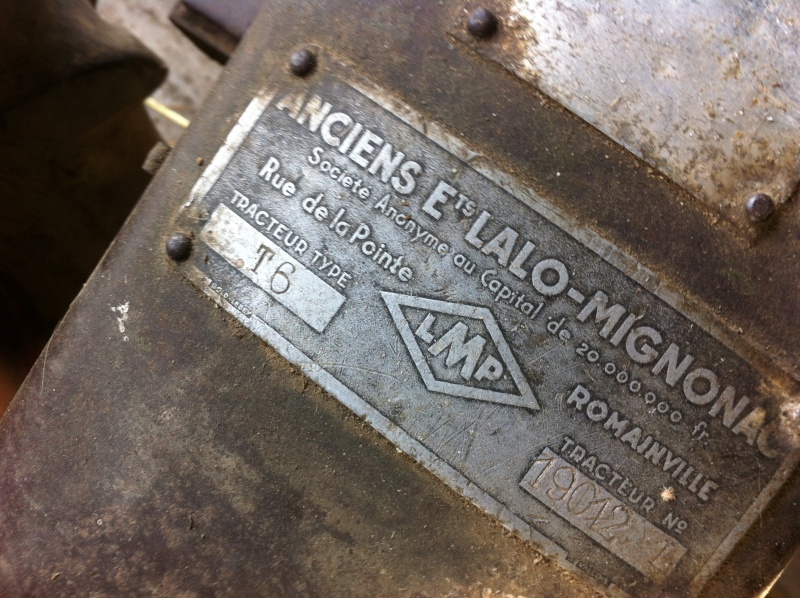 ANCIENS ETS LALO-MIGNONAC
Société Anonyme au Capital de 20.000.000 fr.
Rue de la Pointe
ROMAINVILLE
TRACTEUR TYPE
T6
LMP
TRACTEUR No
19012